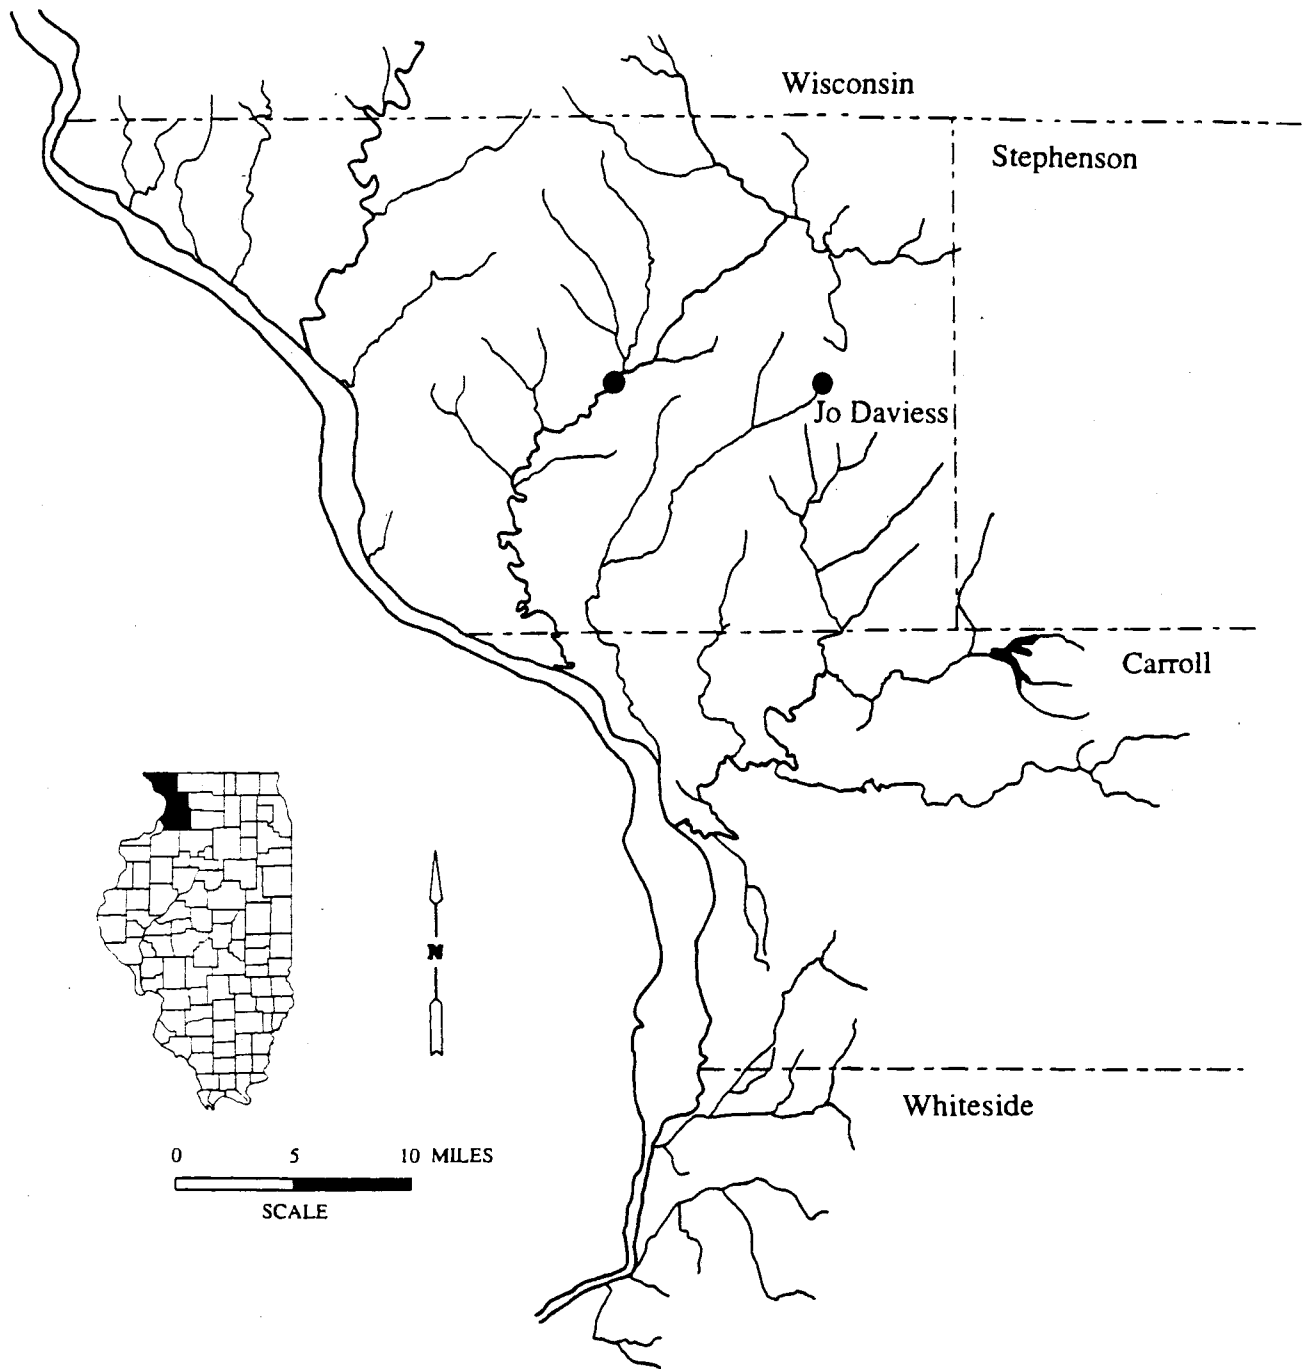 Wisconsin
Stephenson
Jo Daviess
Carroll
N
Whiteside
0 5 10 MILES
SCALE